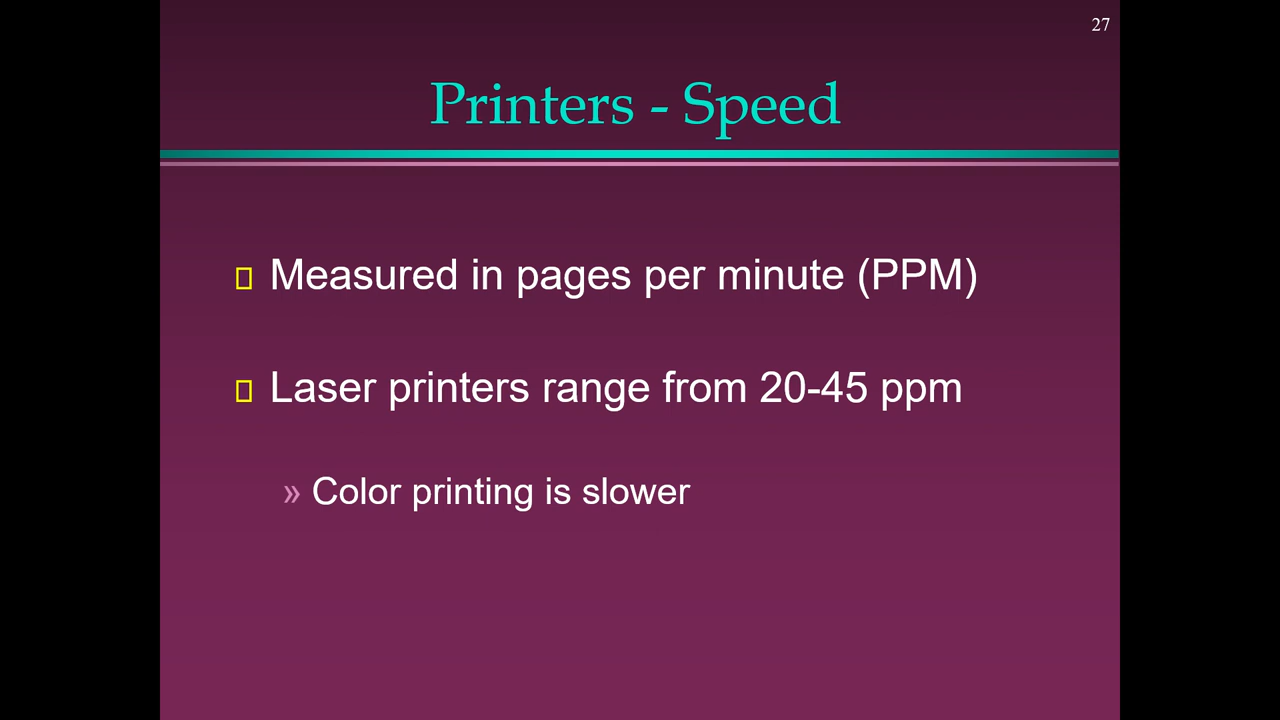 27
Printers - Speed
Measured in pages per minute (PPM)
Laser printers range from 20-45 ppm
» Color printing is slower